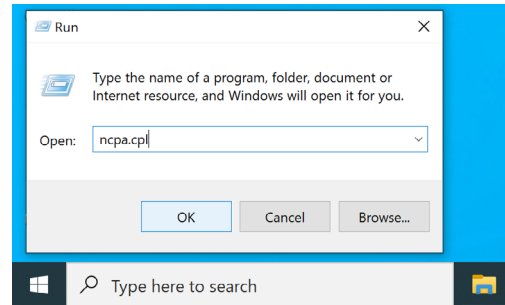 Run
Type the name of a program, folder, document or
Internet resource, and Windows will open it for you.
Open: ncpa.cpl
OK Cancel Browse...
Type here to search